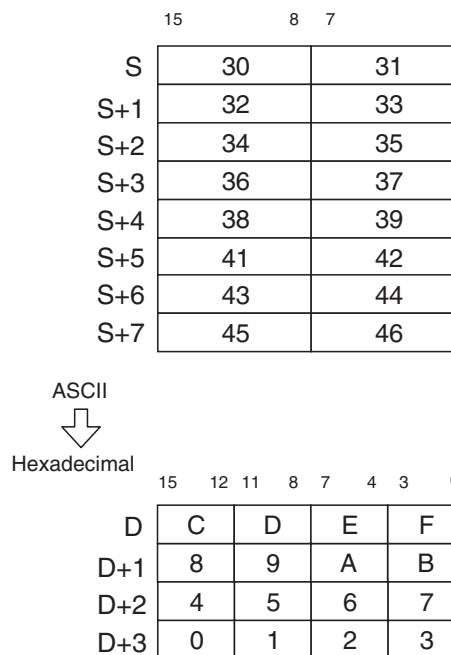 15 8 7
S 30 31
S+1 32 33
S+2 34 35
S+3 36 37
S+4 38 39
S+5 41 42
S+6 43 44
S+7 45 46
ASCII
Hexadecimal
15 12 11 8 7 4 3
D C D E F
D+1 8 9 A B
D+2 4 5 6 7
D+3 0 1 2 3